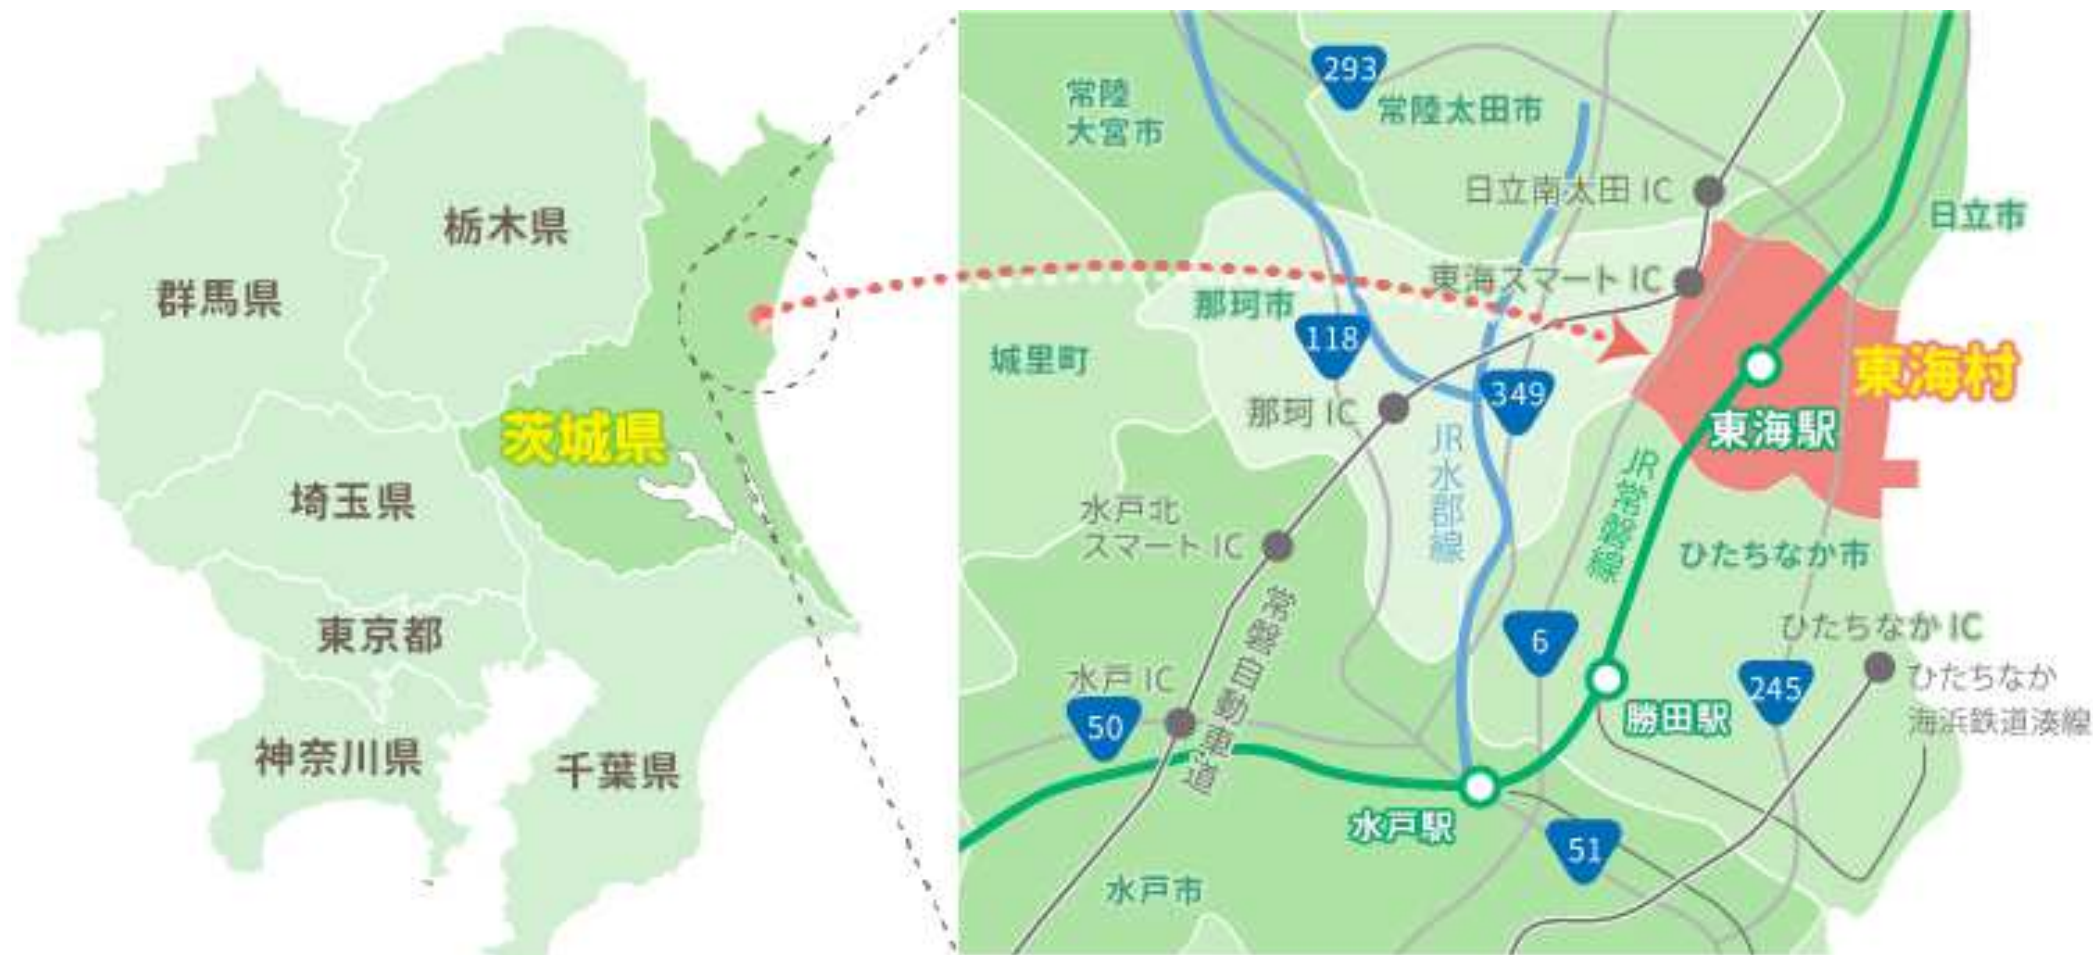 栃木県
群馬県
茨城県
埼玉県
東京都
神奈川県
千葉県
293
常陸
大宮市
常陸太田市
日立南太田 IC
日立市
東海スマート IC
那珂市
118
城里町
349
東海村
那珂 IC
東海駅
JR水郡線
JR常磐線
水戸北
スマート IC
ひたちなか市
常磐自動車道
6
ひたちなか IC
水戸 IC
50
245
ひたちなか
海浜鉄道湊線
勝田駅
水戸駅
51
水戸市